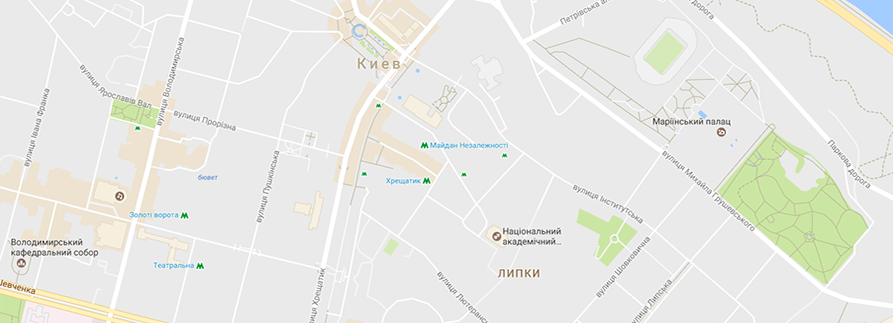 Петрівська ал
дорога
Киев
вулиця Володимирська
вулиця Ярославів Вал
вулиця Івана Франка
вулиця Прорізна
Маріїнський палац
Майдан Незалежності
Паркова дорога
вулиця Пушкінська
бювет
Хрещатик
вулиця Михайла Грушевського
вулиця Інститутська
Золоті ворота
Національний
академічний...
Володимирський
кафедральний собор
Театральна
вулиця Шовковична
липки
вулиця Хрещатик
вулиця Лютеранс
вулиця Липська
Шевченка